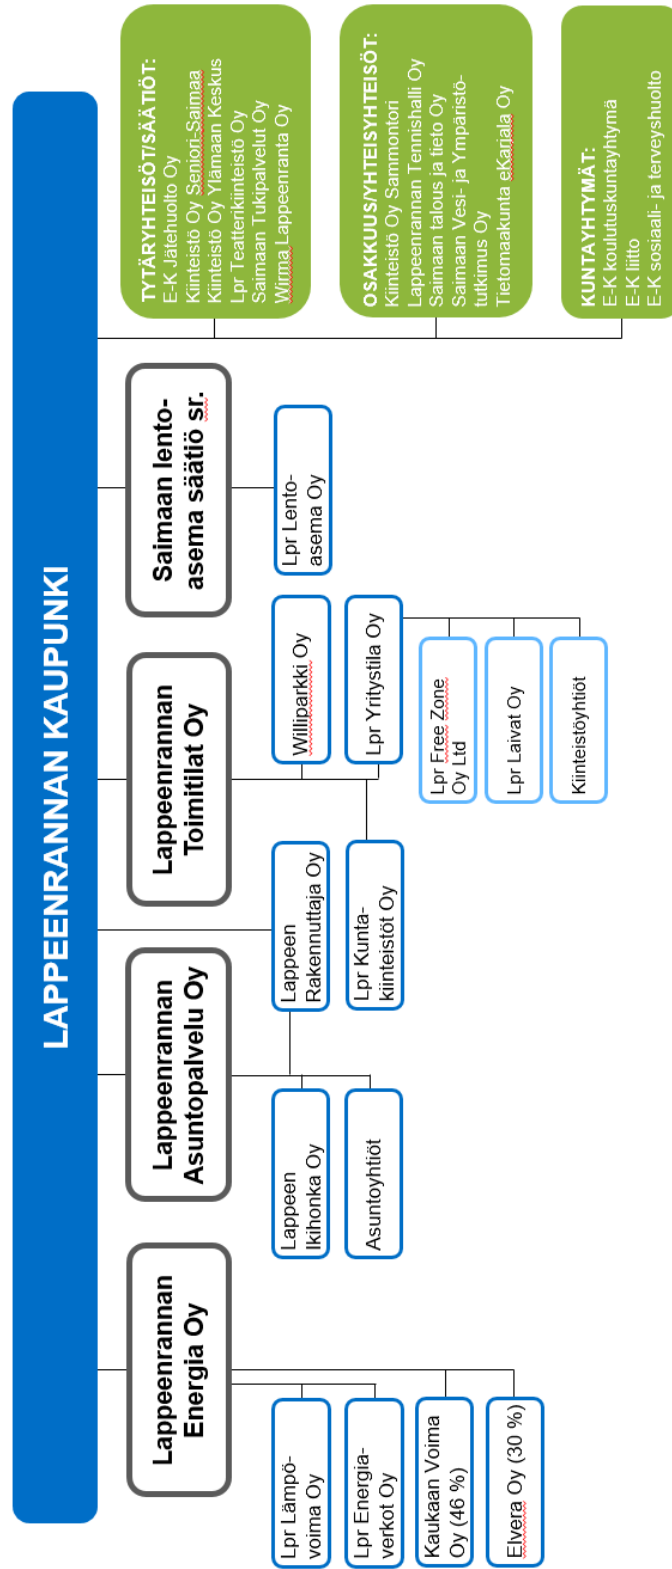 LAPPEENRANNAN KAUPUNKI
Lappeenrannan
Energia Oy
Lpr Lämpö-
voima Oy
Lpr Energia-
verkot Oy
Kaukaan Voima
Oy (46 %)
Elvera Oy (30 %)
Lappeenrannan
Asuntopalvelu Oy
Lappeen
Ikihonka Oy
Asuntoyhtiöt
Lappeen
Rakennuttaja Oy
Lappeenrannan
Toimitilat Oy
Lpr Kunta-
kiinteistöt Oy
Williparkki Oy
Lpr Yritystila Oy
Lpr Free Zone
Oy Ltd
Lpr Laivat Oy
Kiinteistöyhtiöt
Saimaan lento-
asema säätiö sr.
Lpr Lento-
asema Oy
TYTÄRYHTEISÖT/SÄÄTIÖT:
E-K Jätehuolto Oy
Kiinteistö Oy Seniori-Saimaa
Kiinteistö Oy Ylämaan Keskus
Lpr Teatterikiinteistö Oy
Saimaan Tukipalvelut Oy
Wirma Lappeenranta Oy
OSAKKUUS/YHTEISYHTEISÖT:
Kiinteistö Oy Sammontori
Lappeenrannan Tennishalli Oy
Saimaan talous ja tieto Oy
Saimaan Vesi- ja Ympäristö-
tutkimus Oy
Tietomaakunta eKarjala Oy
KUNTAYHTYMÄT:
E-K koulutuskuntayhtymä
E-K liitto
E-K sosiaali- ja terveyshuolto